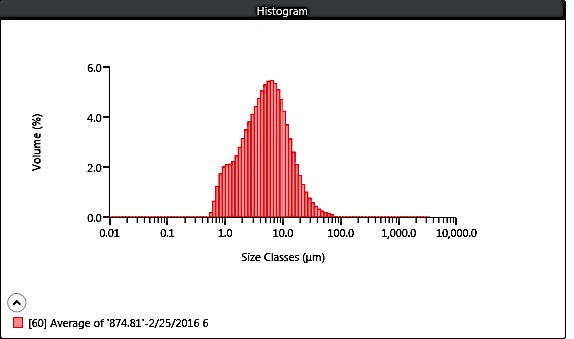 Histogram
6.0
Volume (%)
4.0
2.0
0.0
0.01 0.1 1.0 10.0 100.0 1,000.0 10,000.0
Size Classes (µm)
[60] Average of '874.81'-2/25/2016 6